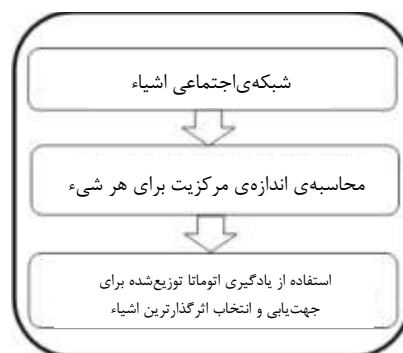 شبکه‌ی‌اجتماعی اشیاء
محاسبه‌ی اندازه‌ی مرکزیت برای هر شیء
استفاده از یادگیری اتوماتا توزیع‌شده برای
جهت‌یابی و انتخاب اثرگذارترین اشیاء